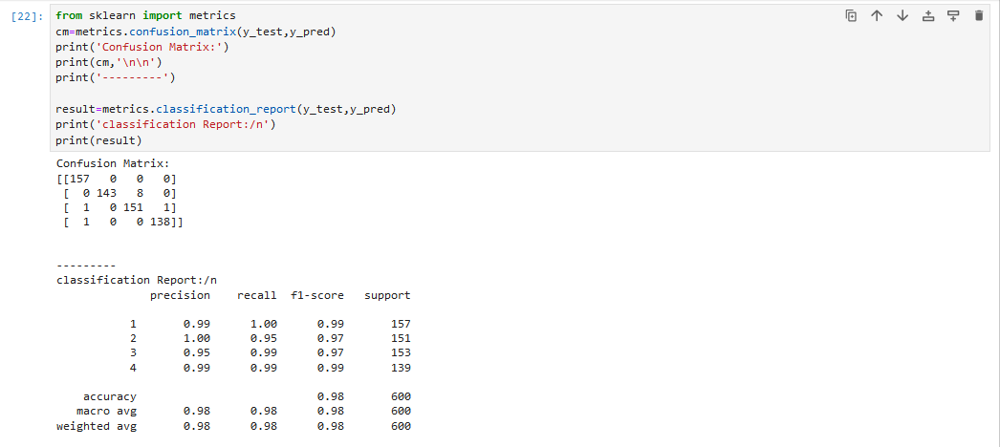 [22]: from sklearn import metrics
cm=metrics.confusion_matrix(y_test,y_pred)
print('Confusion Matrix:')
print(cm,'\n\n')
print('---------')
result=metrics.classification_report(y_test,y_pred)
print('classification Report:/n')
print(result)
Confusion Matrix:
[[157   0   0   0]
 [  0 143   8   0]
 [  1   0 151   1]
 [  1   0   0 138]]
---------
classification Report:/n
              precision    recall  f1-score   support
           1       0.99      1.00      0.99       157
           2       1.00      0.95      0.97       151
           3       0.95      0.99      0.97       153
           4       0.99      0.99      0.99       139
    accuracy                           0.98       600
   macro avg       0.98      0.98      0.98       600
weighted avg       0.98      0.98      0.98       600